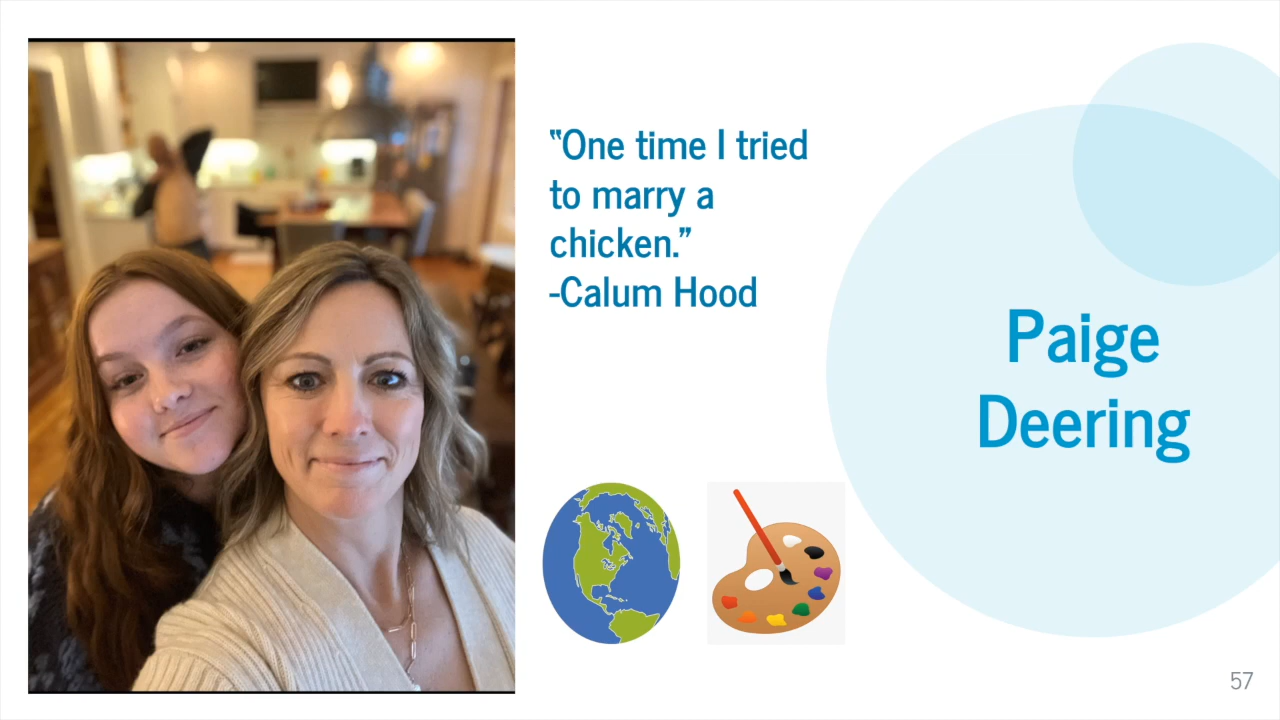 “One time I tried
to marry a
chicken.”
-Calum Hood
Paige
Deering
57